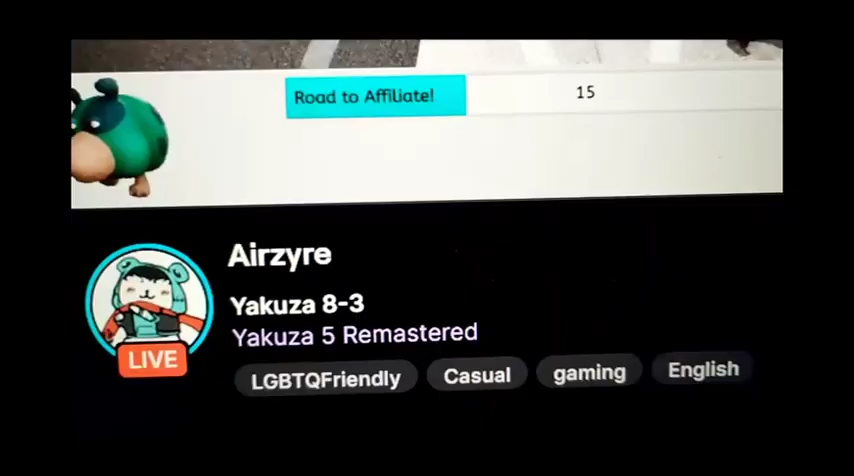 Road to Affiliate! 15
Airzyre
Yakuza 8-3
Yakuza 5 Remastered
LIVE
LGBTQFriendly Casual gaming English